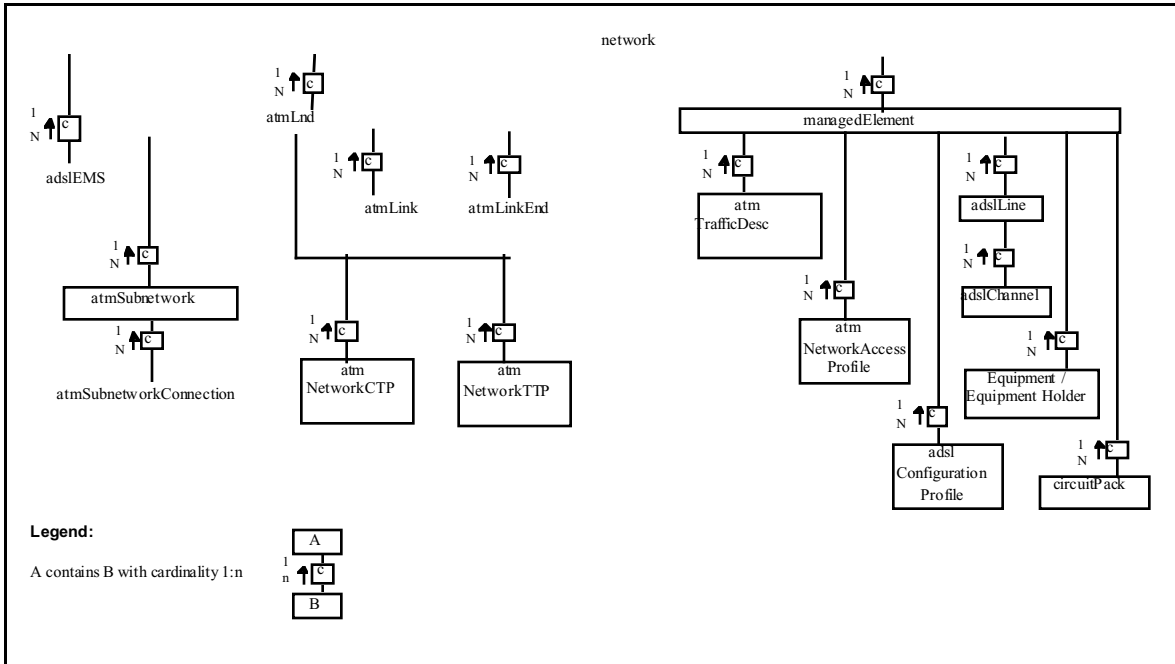 network
1
N
c
adslEMS
1
N
c
atmLnd
1
N
c
atmLink
1
N
c
atmLinkEnd
1
N
c
atmSubnetwork
1
N
c
atmSubnetworkConnection
1
N
c
atm
NetworkCTP
1
N
c
atm
NetworkTTP
1
N
c
managedElement
1
N
c
atm
TrafficDesc
1
N
c
atm
NetworkAccess
Profile
1
N
c
adsl
Configuration
Profile
1
N
c
adslLine
1
N
c
adslChannel
1
N
c
Equipment /
Equipment Holder
1
N
c
circuitPack
Legend:
A contains B with cardinality 1:n
A
1
n
c
B